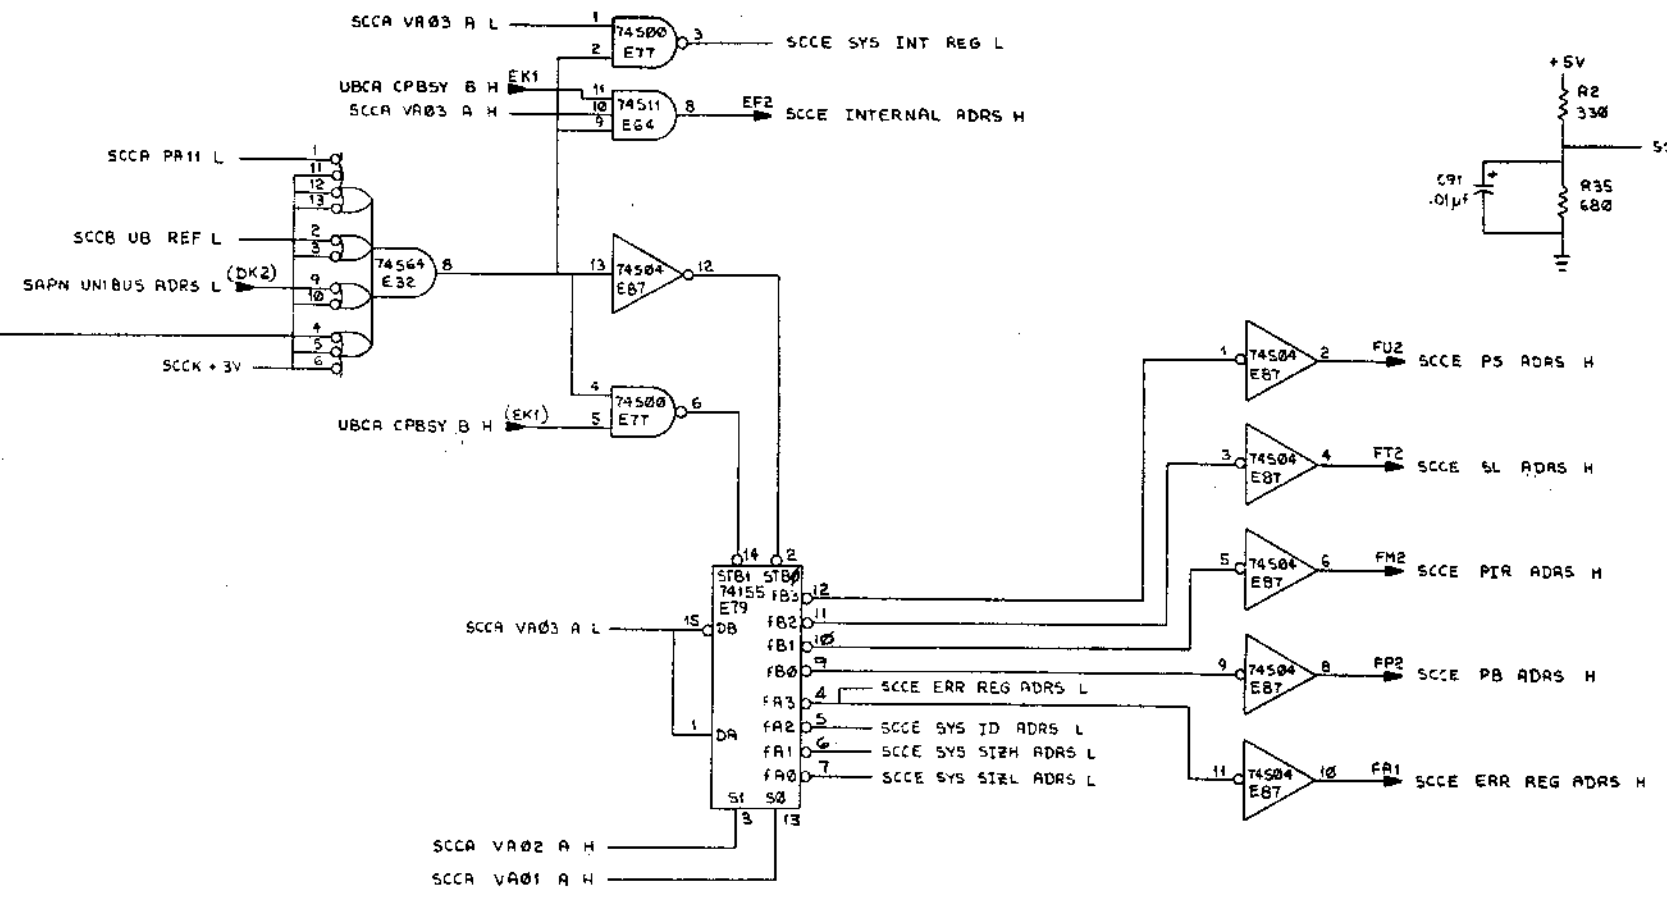 SCCA VA03 A L
1
74S00
E77
2
3
SCCE SYS INT REG L
UBCA CPBSY B H
EK1
SCCA VA03 A H
11
10
9
74S11
E64
8
EF2
SCCE INTERNAL ADRS H
+5V
R2
330
C91
.01µf
+
R35
680
SCCA PA11 L
1
11
12
13
SCCB UB REF L
2
3
SAPN UNIBUS ADRS L
(DK2)
9
10
4
5
6
SCCK +3V
74S64
E32
8
13
74S04
E87
12
4
5
74S00
E77
6
UBCA CPBSY B H
(EK1)
14
2
STB1 STB0
74155
E79
SCCA VA03 A L
15
DB
1
DA
FB3
12
FB2
11
FB1
10
FB0
9
FA3
4
SCCE ERR REG ADRS L
FA2
5
SCCE SYS ID ADRS L
FA1
6
SCCE SYS SIZH ADRS L
FA0
7
SCCE SYS SIZL ADRS L
S1 S0
3
13
SCCA VA02 A H
SCCA VA01 A H
1
74S04
E87
2
FU2
SCCE PS ADRS H
3
74S04
E87
4
FT2
SCCE SL ADRS H
5
74S04
E87
6
FM2
SCCE PIR ADRS H
9
74S04
E87
8
FP2
SCCE PB ADRS H
11
74S04
E87
10
FA1
SCCE ERR REG ADRS H